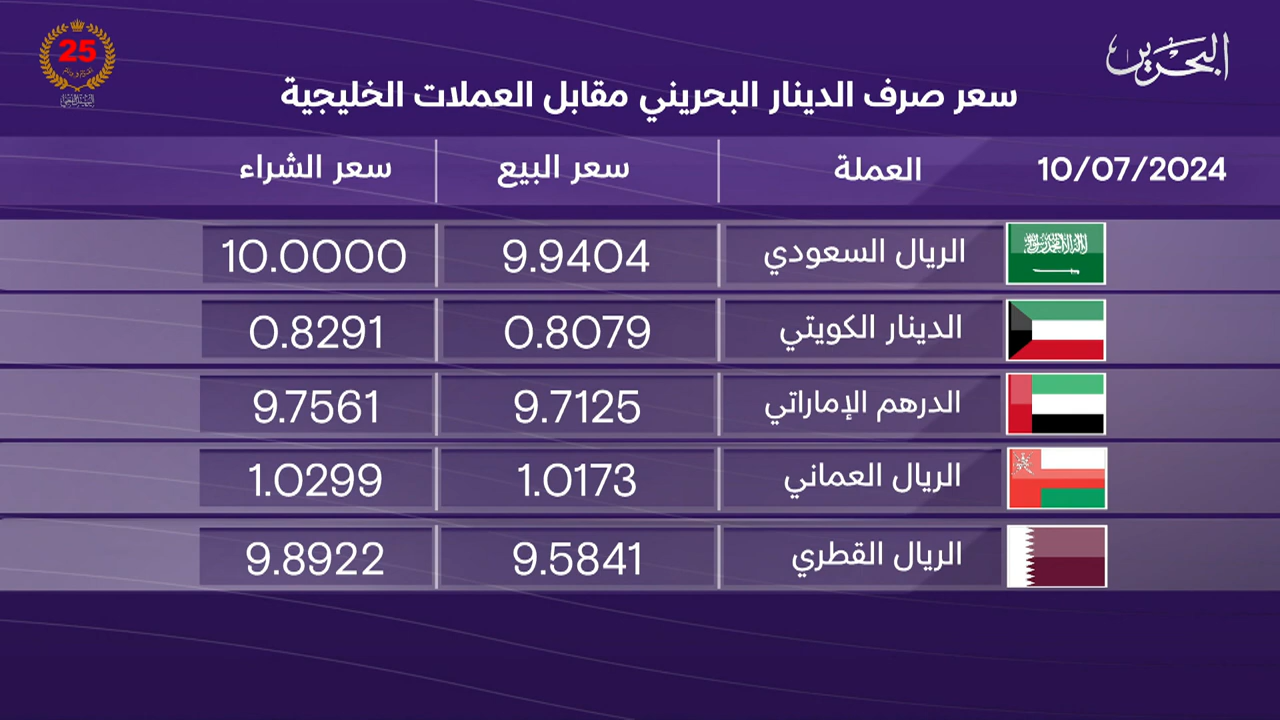 البحرين
25
سعر صرف الدينار البحريني مقابل العملات الخليجية
10/07/2024 العملة سعر البيع سعر الشراء
الريال السعودي 9.9404 10.0000
الدينار الكويتي 0.8079 0.8291
الدرهم الإماراتي 9.7125 9.7561
الريال العماني 1.0173 1.0299
الريال القطري 9.5841 9.8922